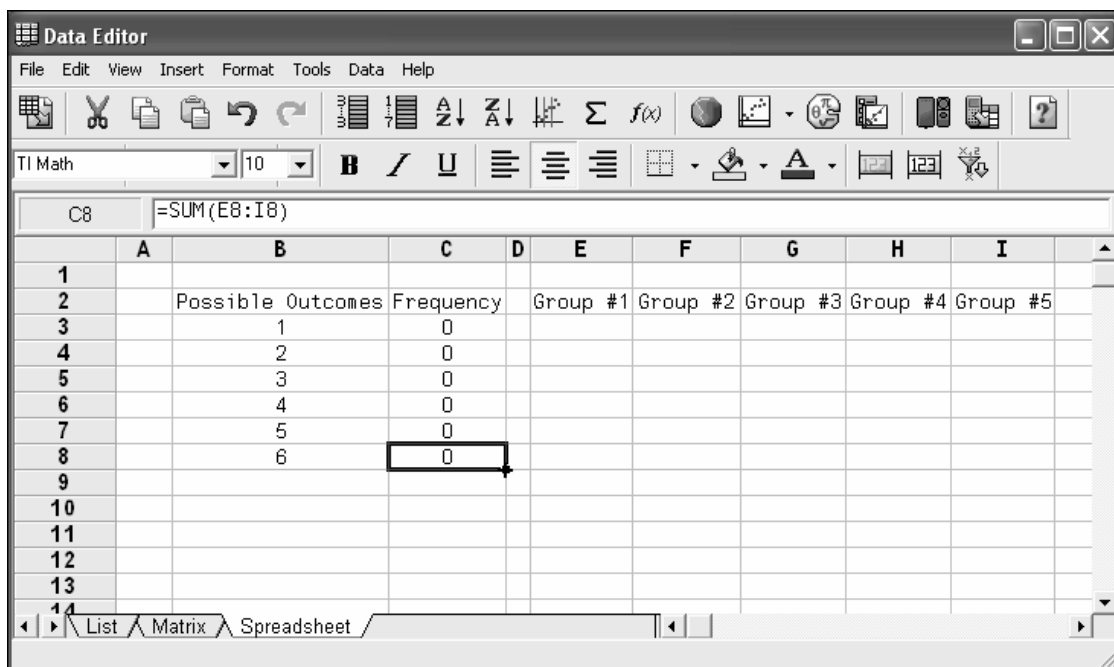 Data Editor
File Edit View Insert Format Tools Data Help
TI Math 10 B I U A
C8 =SUM(E8:I8)
A B C D E F G H I
1
2 Possible Outcomes Frequency Group #1 Group #2 Group #3 Group #4 Group #5
3 1 0
4 2 0
5 3 0
6 4 0
7 5 0
8 6 0
9
10
11
12
13
14
List Matrix Spreadsheet